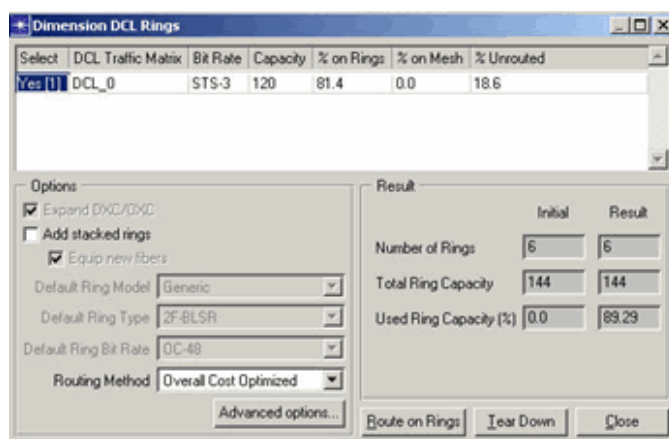 Dimension DCL Rings
Select DCL Traffic Matrix Bit Rate Capacity % on Rings % on Mesh % Unrouted
Yes [1] DCL_0 STS-3 120 81.4 0.0 18.6
Options
Expand DXC/OXC
Add stacked rings
Equip new fibers
Default Ring Model Generic
Default Ring Type 2F-BLSR
Default Ring Bit Rate OC-48
Routing Method Overall Cost Optimized
Advanced options...
Result
Initial Result
Number of Rings 6 6
Total Ring Capacity 144 144
Used Ring Capacity (%) 0.0 89.29
Route on Rings Tear Down Close